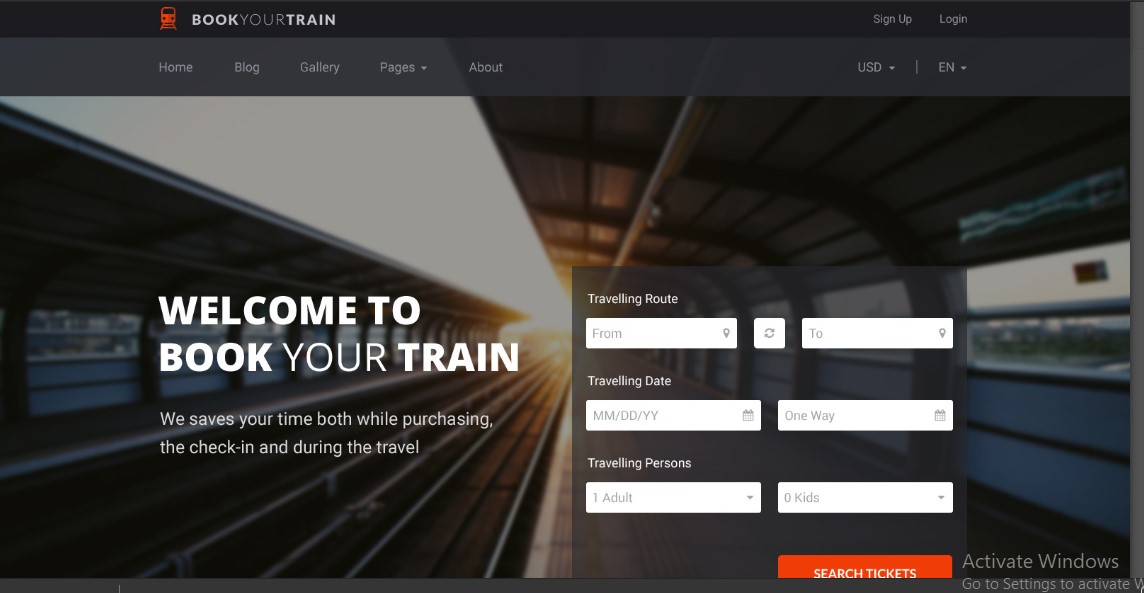 BOOKYOURTRAIN
Sign Up Login
Home Blog Gallery Pages About
USD | EN
WELCOME TO
BOOK YOUR TRAIN
We saves your time both while purchasing,
the check-in and during the travel
Travelling Route
From To
Travelling Date
MM/DD/YY One Way
Travelling Persons
1 Adult 0 Kids
SEARCH TICKETS
Activate Windows
Go to Settings to activate W